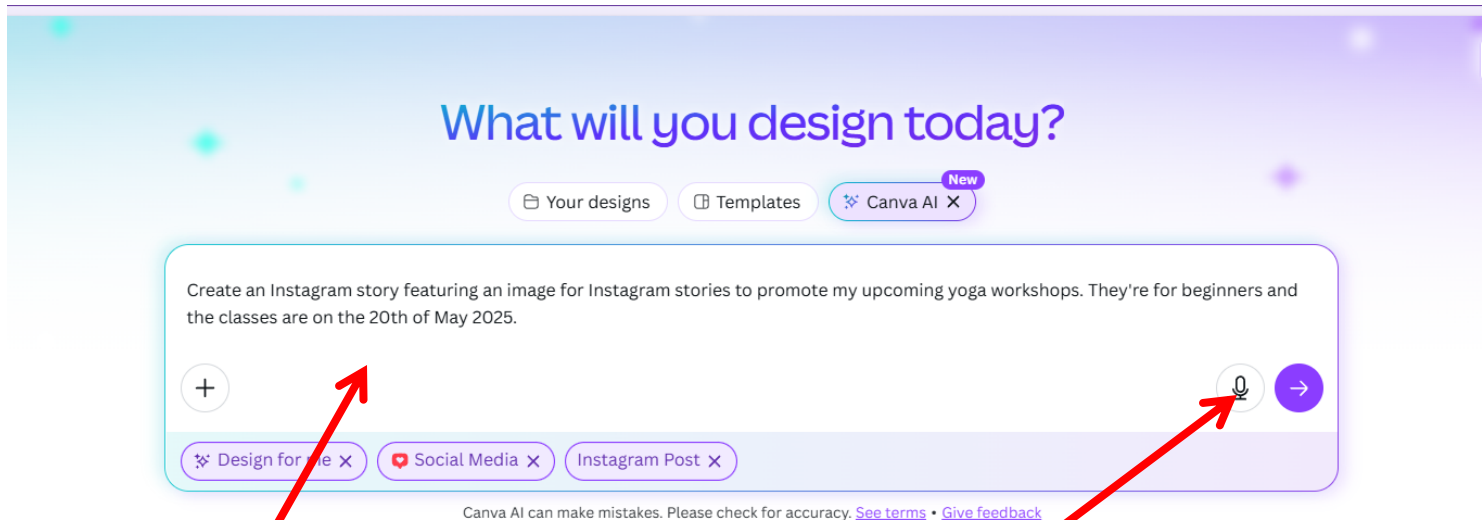 What will you design today?
New
Your designs
Templates
Canva AI
Create an Instagram story featuring an image for Instagram stories to promote my upcoming yoga workshops. They're for beginners and
the classes are on the 20th of May 2025.
Design for me
Social Media
Instagram Post
Canva AI can make mistakes. Please check for accuracy. See terms • Give feedback